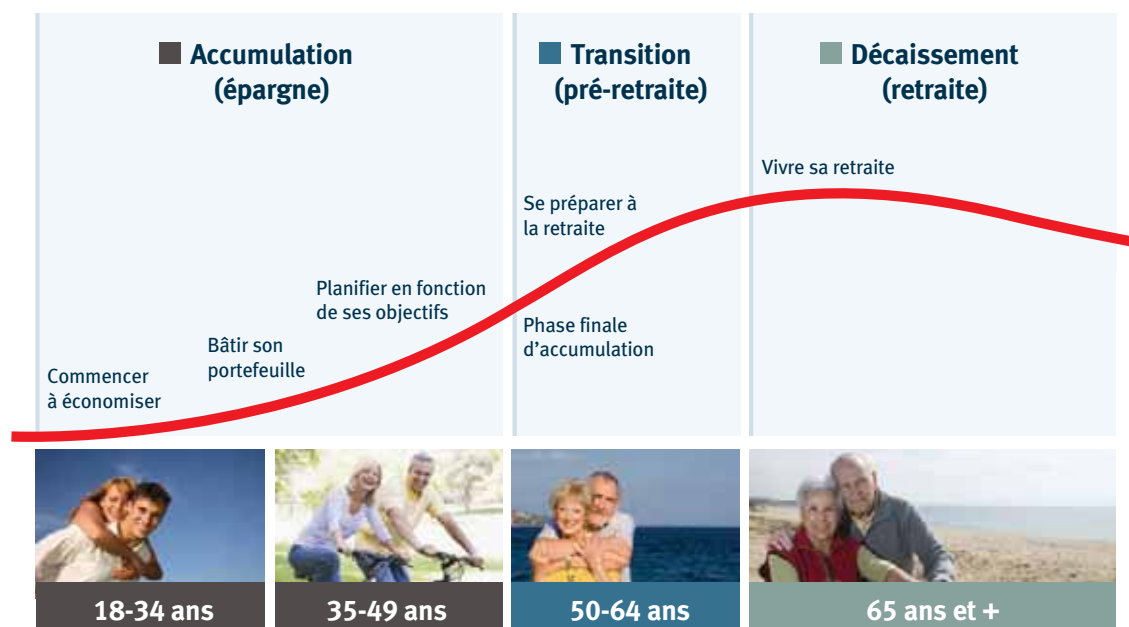 Accumulation
(épargne)
Transition
(pré-retraite)
Décaissement
(retraite)
Vivre sa retraite
Se préparer à
la retraite
Planifier en fonction
de ses objectifs
Phase finale
d’accumulation
Bâtir son
portefeuille
Commencer
à économiser
18-34 ans
35-49 ans
50-64 ans
65 ans et +